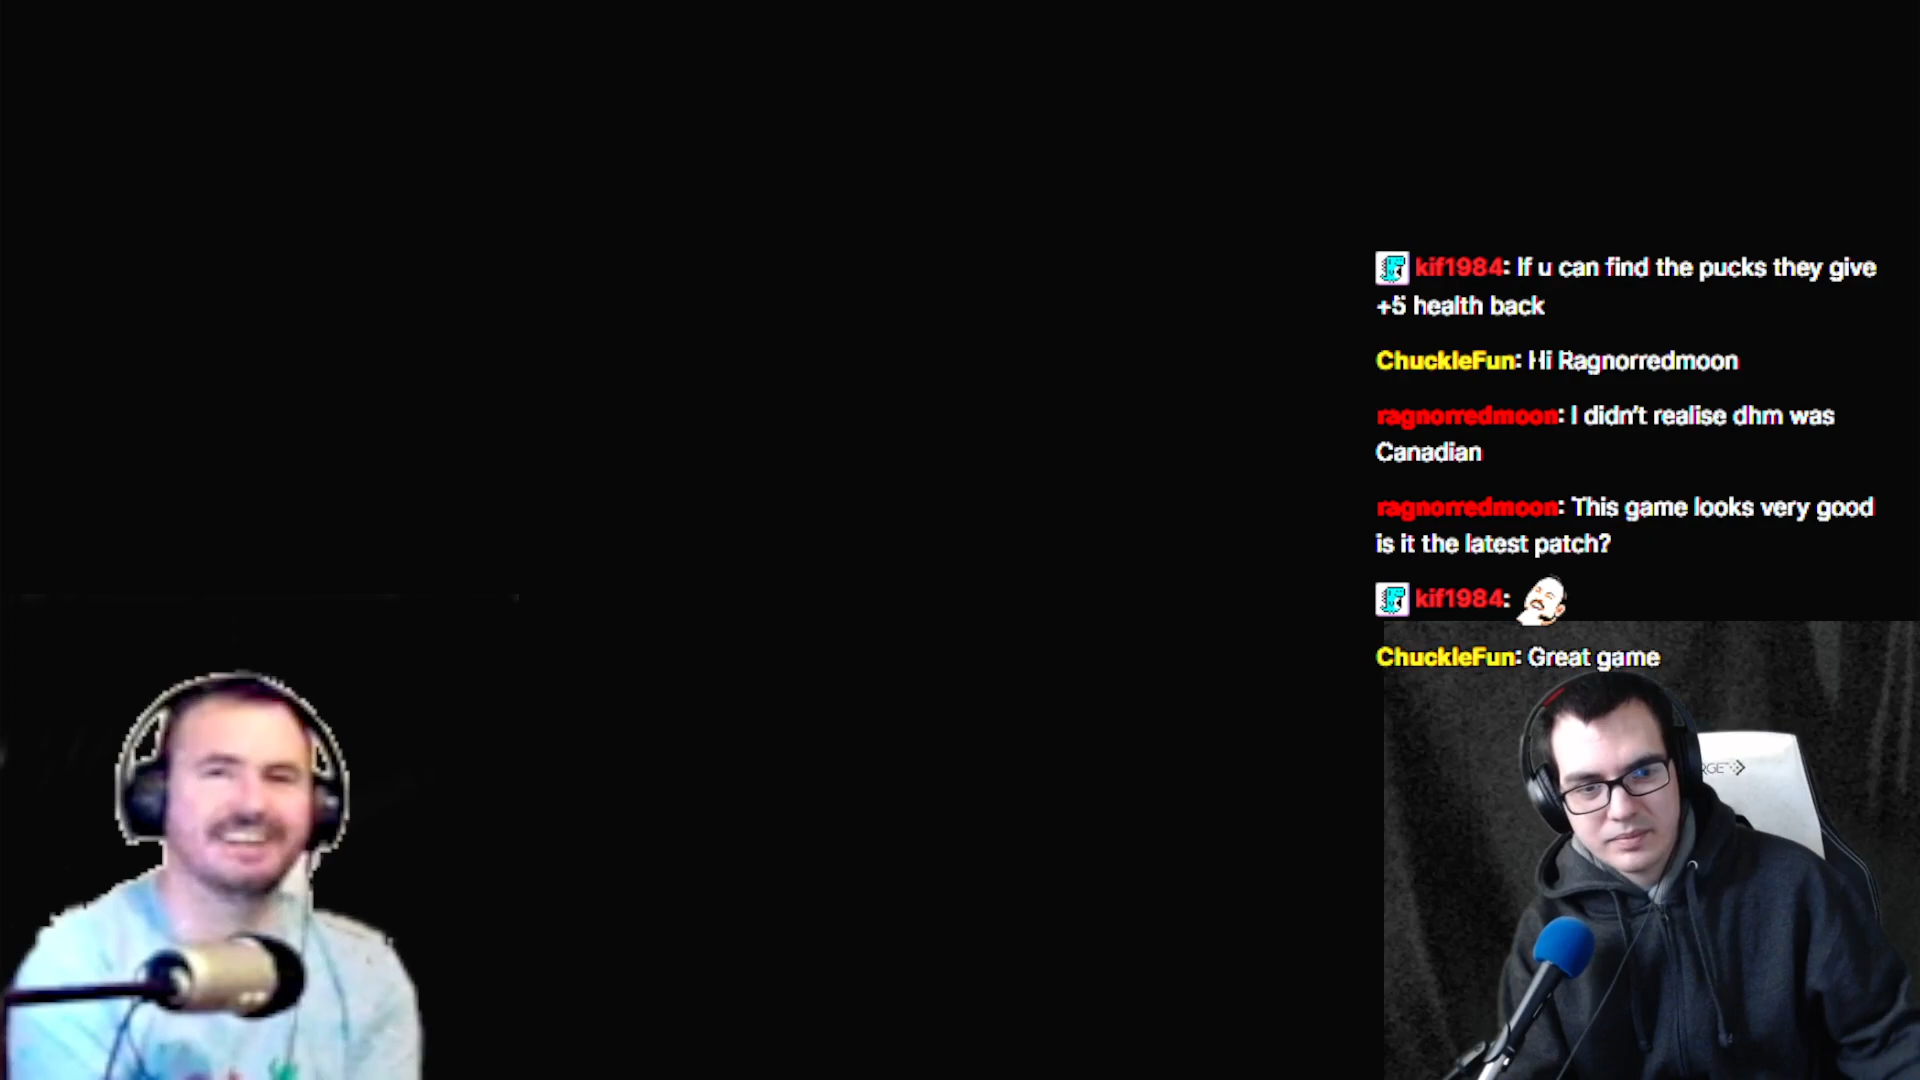 kif1984: If u can find the pucks they give
+5 health back
ChuckleFun: Hi Ragnorredmoon
ragnorredmoon: I didn't realise dhm was
Canadian
ragnorredmoon: This game looks very good
is it the latest patch?
kif1984:
ChuckleFun: Great game
RGE